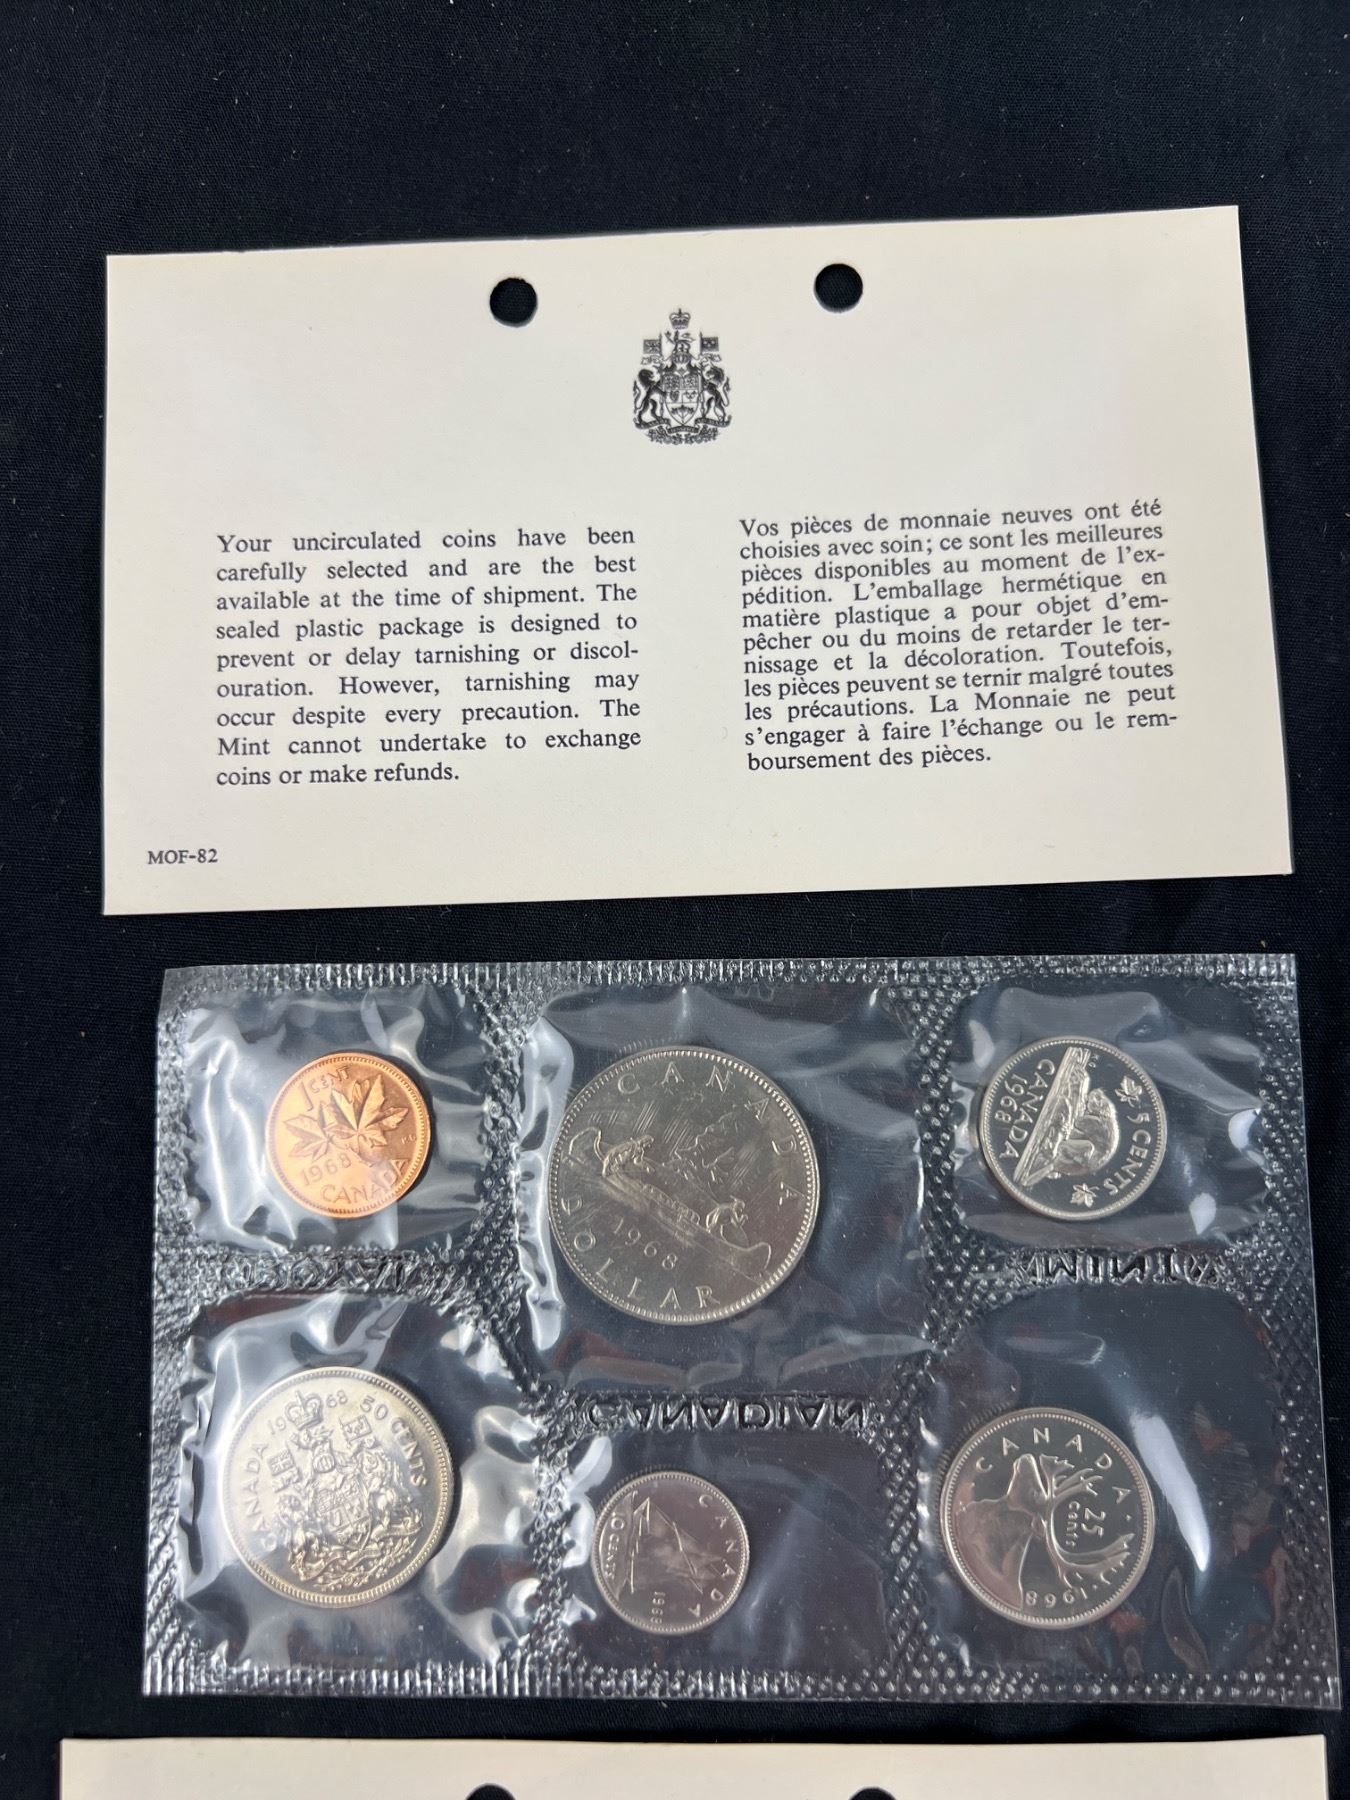 Your uncirculated coins have been
carefully selected and are the best
available at the time of shipment. The
sealed plastic package is designed to
prevent or delay tarnishing or discol-
ouration. However, tarnishing may
occur despite every precaution. The
Mint cannot undertake to exchange
coins or make refunds.
Vos pièces de monnaie neuves ont été
choisies avec soin; ce sont les meilleures
pièces disponibles au moment de l'ex-
pédition. L'emballage hermétique en
matière plastique a pour objet d'em-
pêcher ou du moins de retarder le ter-
nissage et la décoloration. Toutefois,
les pièces peuvent se ternir malgré toutes
les précautions. La Monnaie ne peut
s'engager à faire l'échange ou le rem-
boursement des pièces.
MOF-82
1 CENT
1968
CANADA
CANADA
1968
DOLLAR
5 CENTS
CANADA
1968
ROYAL
MINT
CANADA 1968 50 CENTS
CANADIAN
CANADA
10 CENTS
1968
CANADA
25
cents
1968